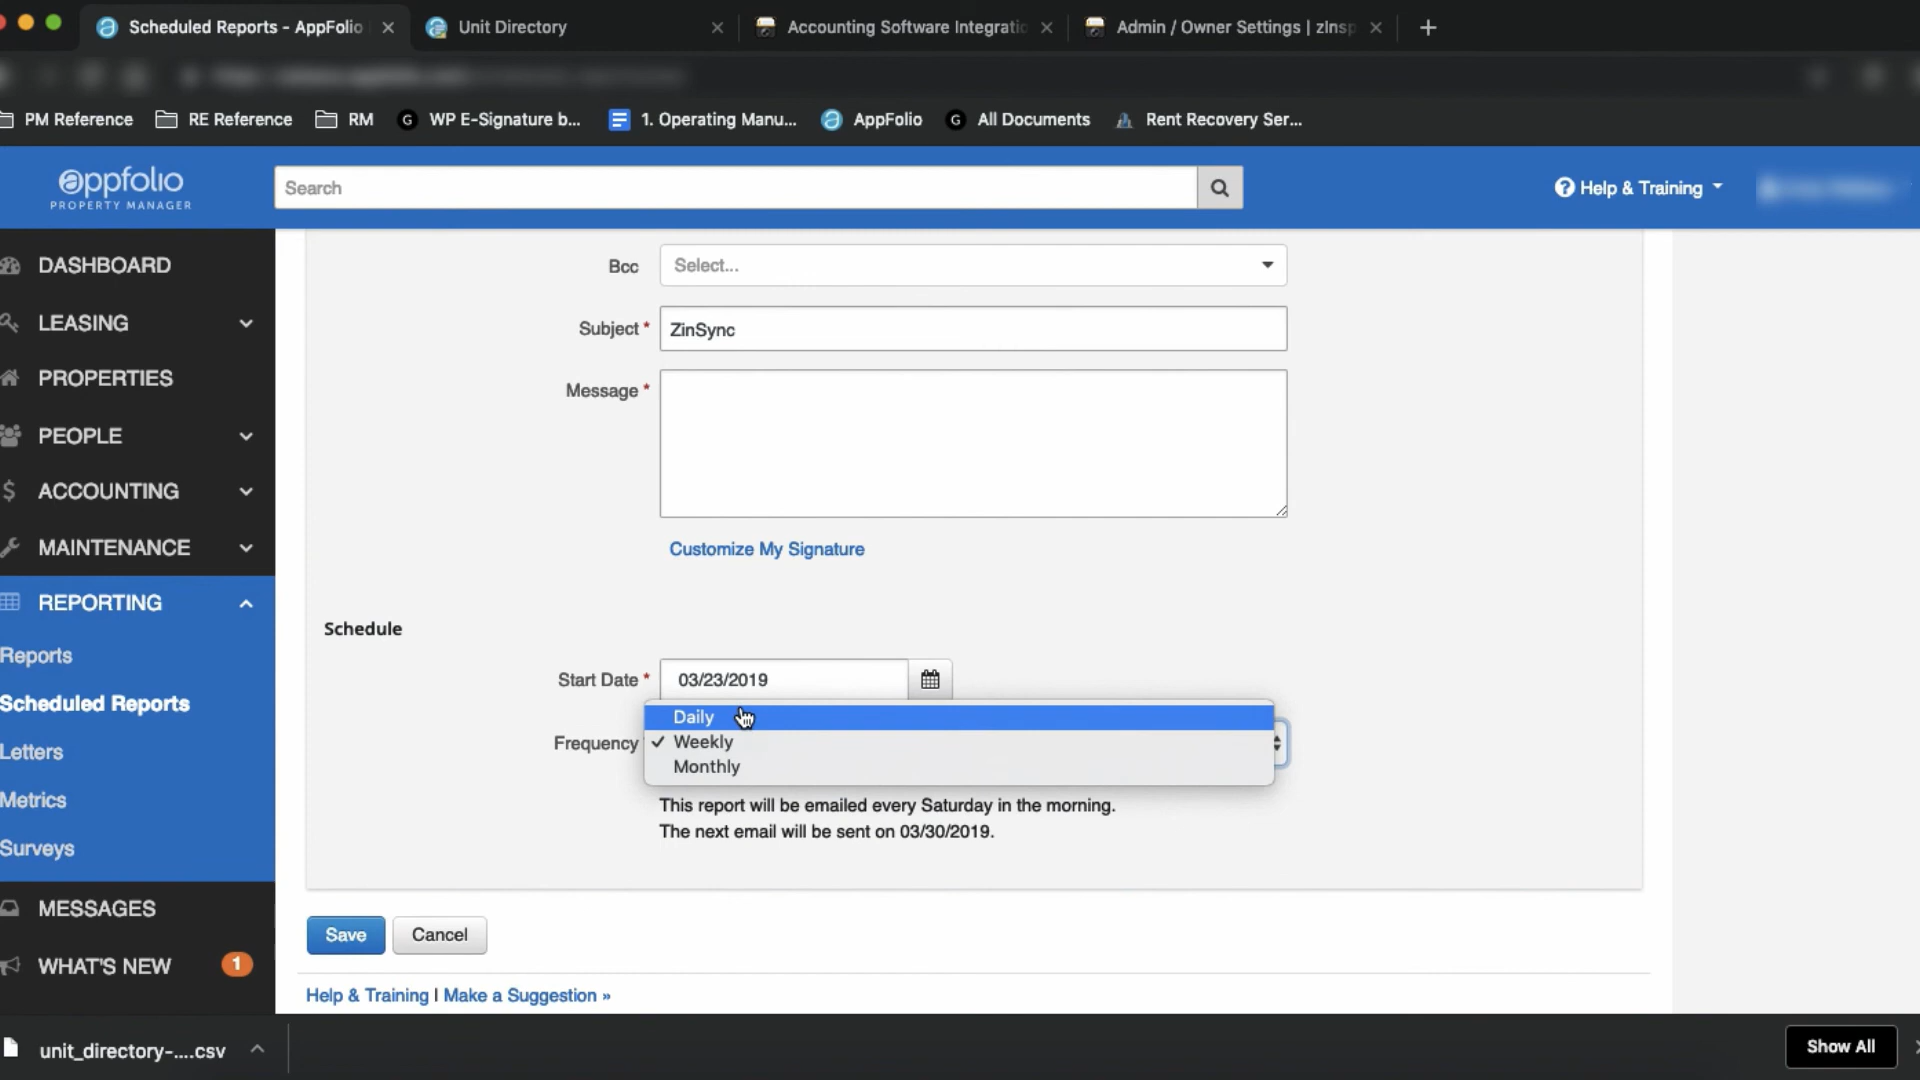 Scheduled Reports - AppFolio
Unit Directory
Accounting Software Integratio
Admin / Owner Settings | zInsp
PM Reference
RE Reference
RM
WP E-Signature b...
1. Operating Manu...
AppFolio
All Documents
Rent Recovery Ser...
appfolio
PROPERTY MANAGER
Search
Help & Training
DASHBOARD
LEASING
PROPERTIES
PEOPLE
ACCOUNTING
MAINTENANCE
REPORTING
Reports
Scheduled Reports
Letters
Metrics
Surveys
MESSAGES
WHAT'S NEW
1
Bcc
Select...
Subject *
ZinSync
Message *
Customize My Signature
Schedule
Start Date *
03/23/2019
Frequency
Daily
✓ Weekly
Monthly
This report will be emailed every Saturday in the morning.
The next email will be sent on 03/30/2019.
Save
Cancel
Help & Training | Make a Suggestion »
unit_directory-....csv
Show All